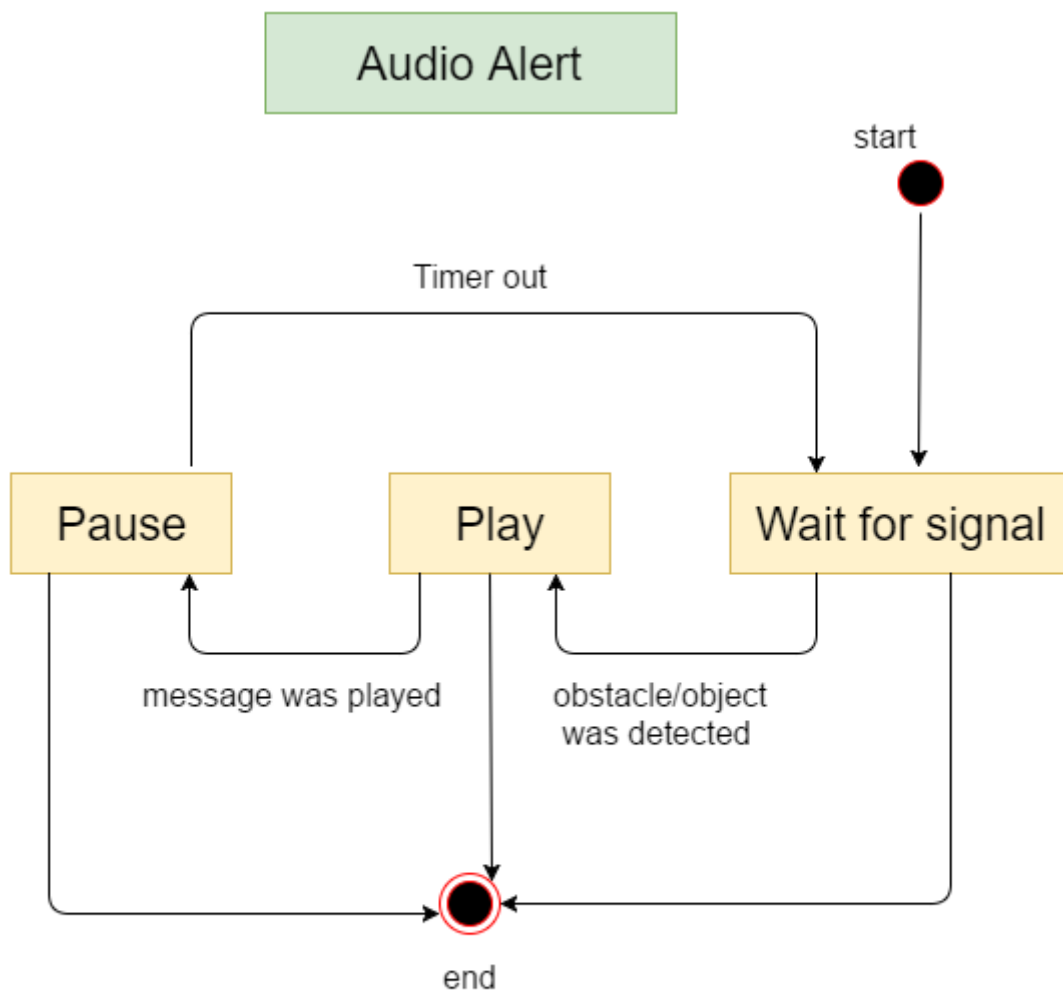 Audio Alert
start
Timer out
Pause
Play
Wait for signal
message was played
obstacle/object
was detected
end